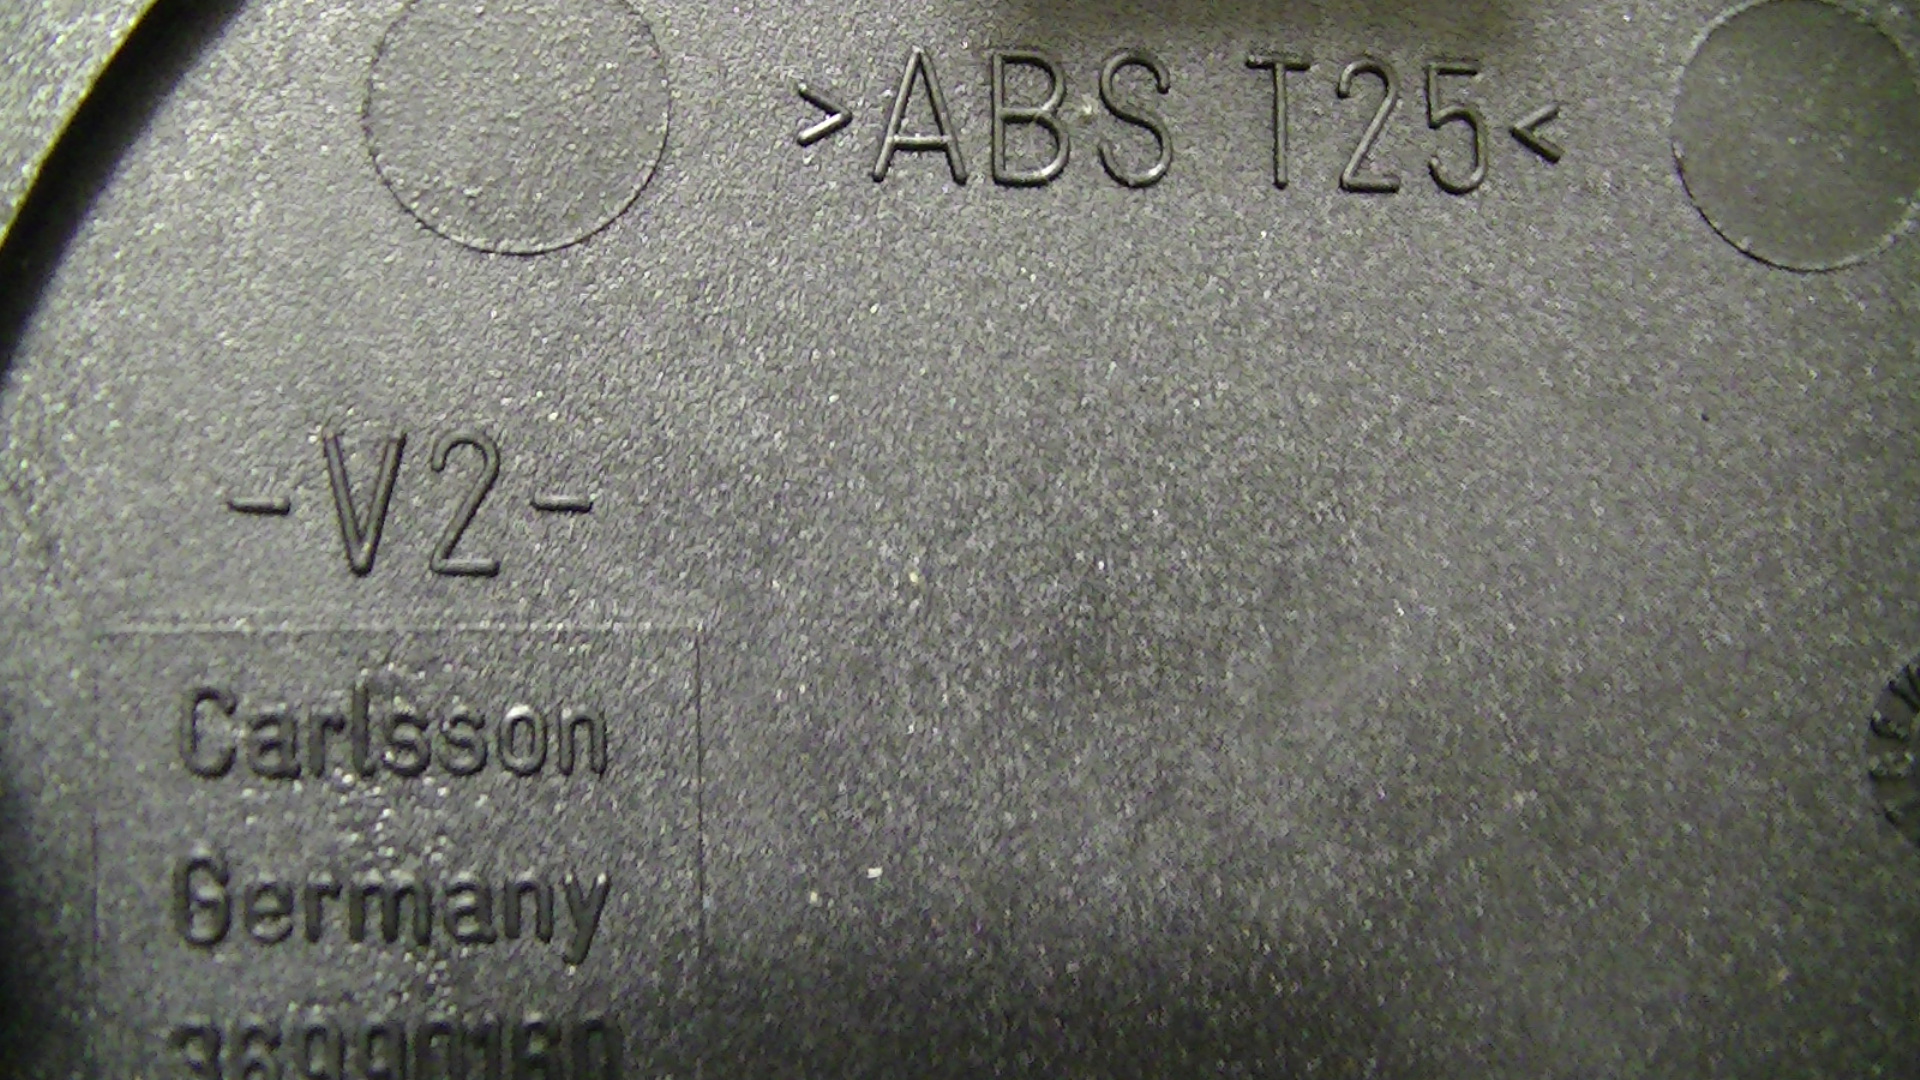 >ABS T25<
-V2-
Carlsson
Germany